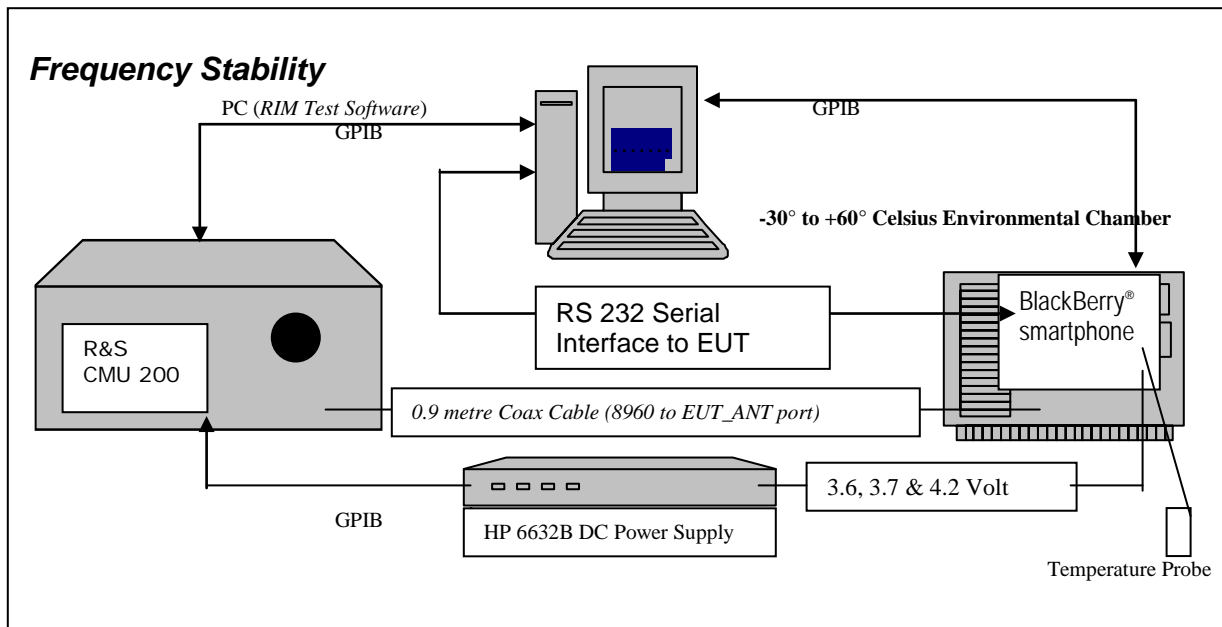 Frequency Stability
PC (RIM Test Software)
GPIB
GPIB
-30° to +60° Celsius Environmental Chamber
BlackBerry®
smartphone
RS 232 Serial
Interface to EUT
R&S
CMU 200
0.9 metre Coax Cable (8960 to EUT_ANT port)
3.6, 3.7 & 4.2 Volt
GPIB
HP 6632B DC Power Supply
Temperature Probe